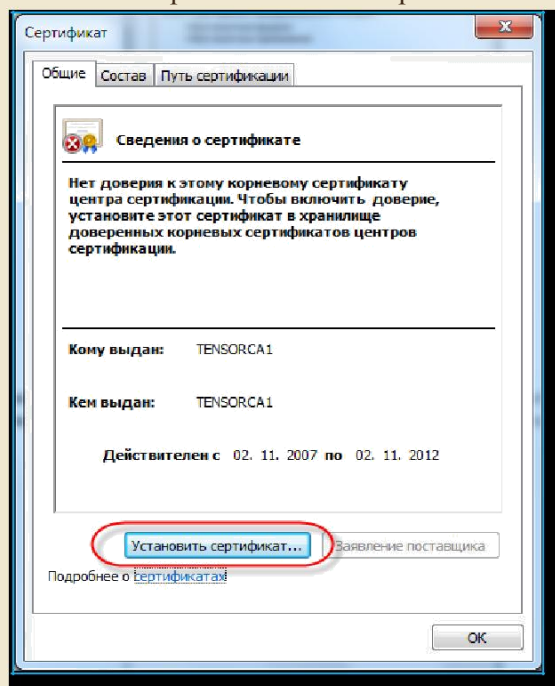 Сертификат
Общие Состав Путь сертификации
Сведения о сертификате
Нет доверия к этому корневому сертификату
центра сертификации. Чтобы включить доверие,
установите этот сертификат в хранилище
доверенных корневых сертификатов центров
сертификации.
Кому выдан: TENSORCA1
Кем выдан: TENSORCA1
Действителен с 02. 11. 2007 по 02. 11. 2012
Установить сертификат... Заявление поставщика
Подробнее о сертификатах
ОК